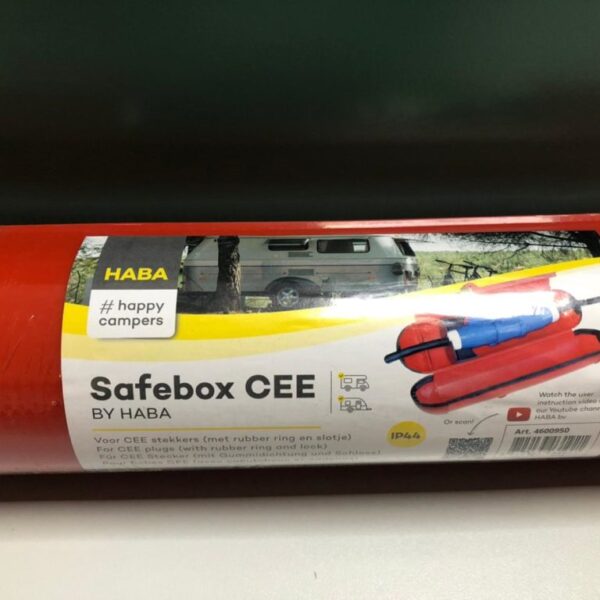 HABA
# happy
campers
Safebox CEE
BY HABA
Voor CEE stekkers (met rubber ring en slotje)
For CEE plugs (with rubber ring and lock)
Für CEE Stecker (mit Gummidichtung und Schloss)
IP44
Or scan!
Watch the user
instruction video
our Youtube chann
HABA bv
Art. 4600950